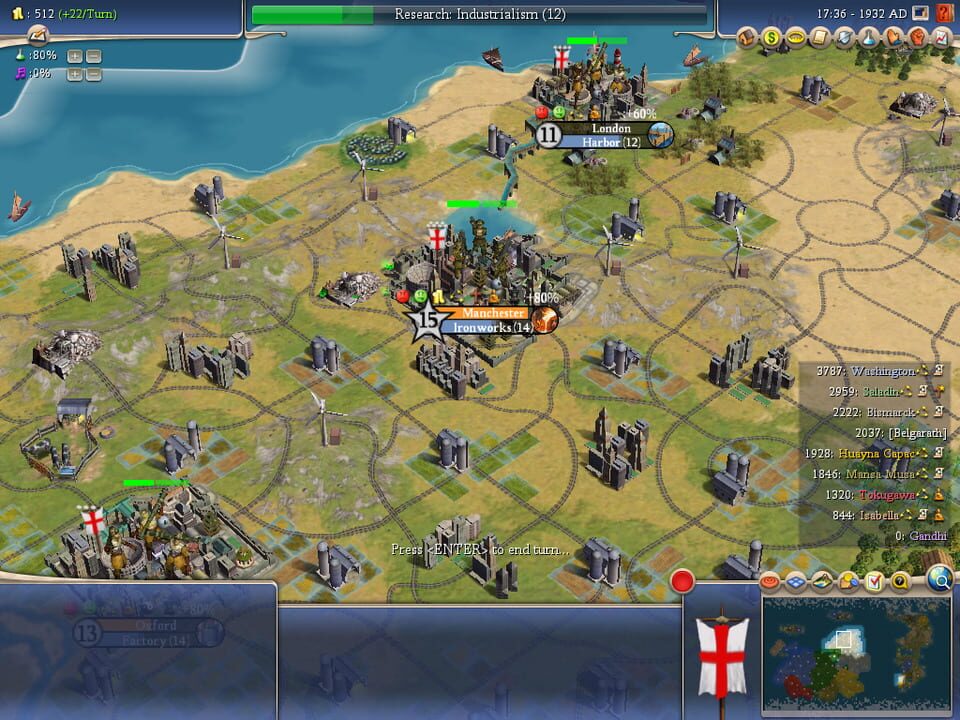 : 512 (+22/Turn)
Research: Industrialism (12)
17:36 - 1932 AD
:80%
:0%
+60%
11
London
Harbor (12)
+80%
15
Manchester
Ironworks (14)
3787: Washington
2959: Saladin
2222: Bismarck
2037: [Belgarath]
1928: Huayna Capac
1846: Mansa Musa
1320: Tokugawa
844: Isabella
0: Gandhi
Press <ENTER> to end turn...
+80%
13
Oxford
Factory (14)